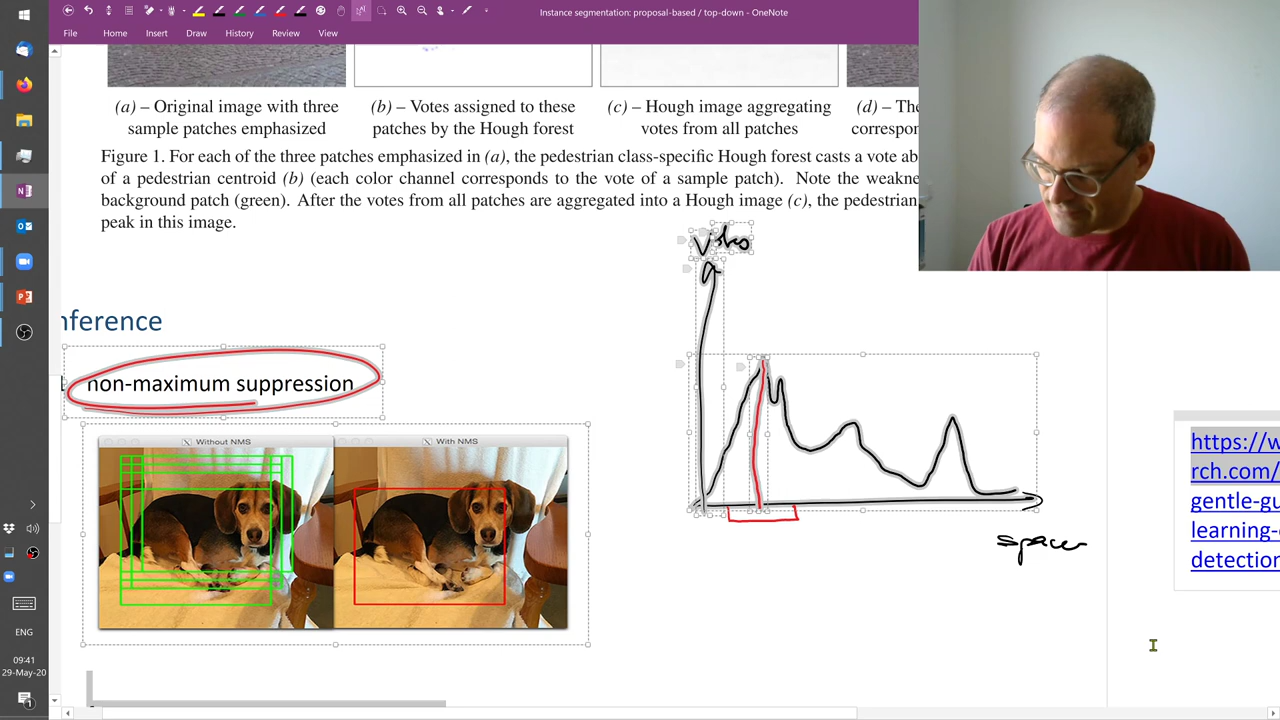 Instance segmentation: proposal-based / top-down - OneNote
File Home Insert Draw History Review View
(a) – Original image with three
sample patches emphasized
(b) – Votes assigned to these
patches by the Hough forest
(c) – Hough image aggregating
votes from all patches
(d) – The
correspon
Figure 1. For each of the three patches emphasized in (a), the pedestrian class-specific Hough forest casts a vote ab
of a pedestrian centroid (b) (each color channel corresponds to the vote of a sample patch). Note the weakne
background patch (green). After the votes from all patches are aggregated into a Hough image (c), the pedestrian
peak in this image.
nference
non-maximum suppression
Without NMS
With NMS
space
https://w
rch.com/
gentle-gu
learning-
detection
ENG
09:41
29-May-20
1